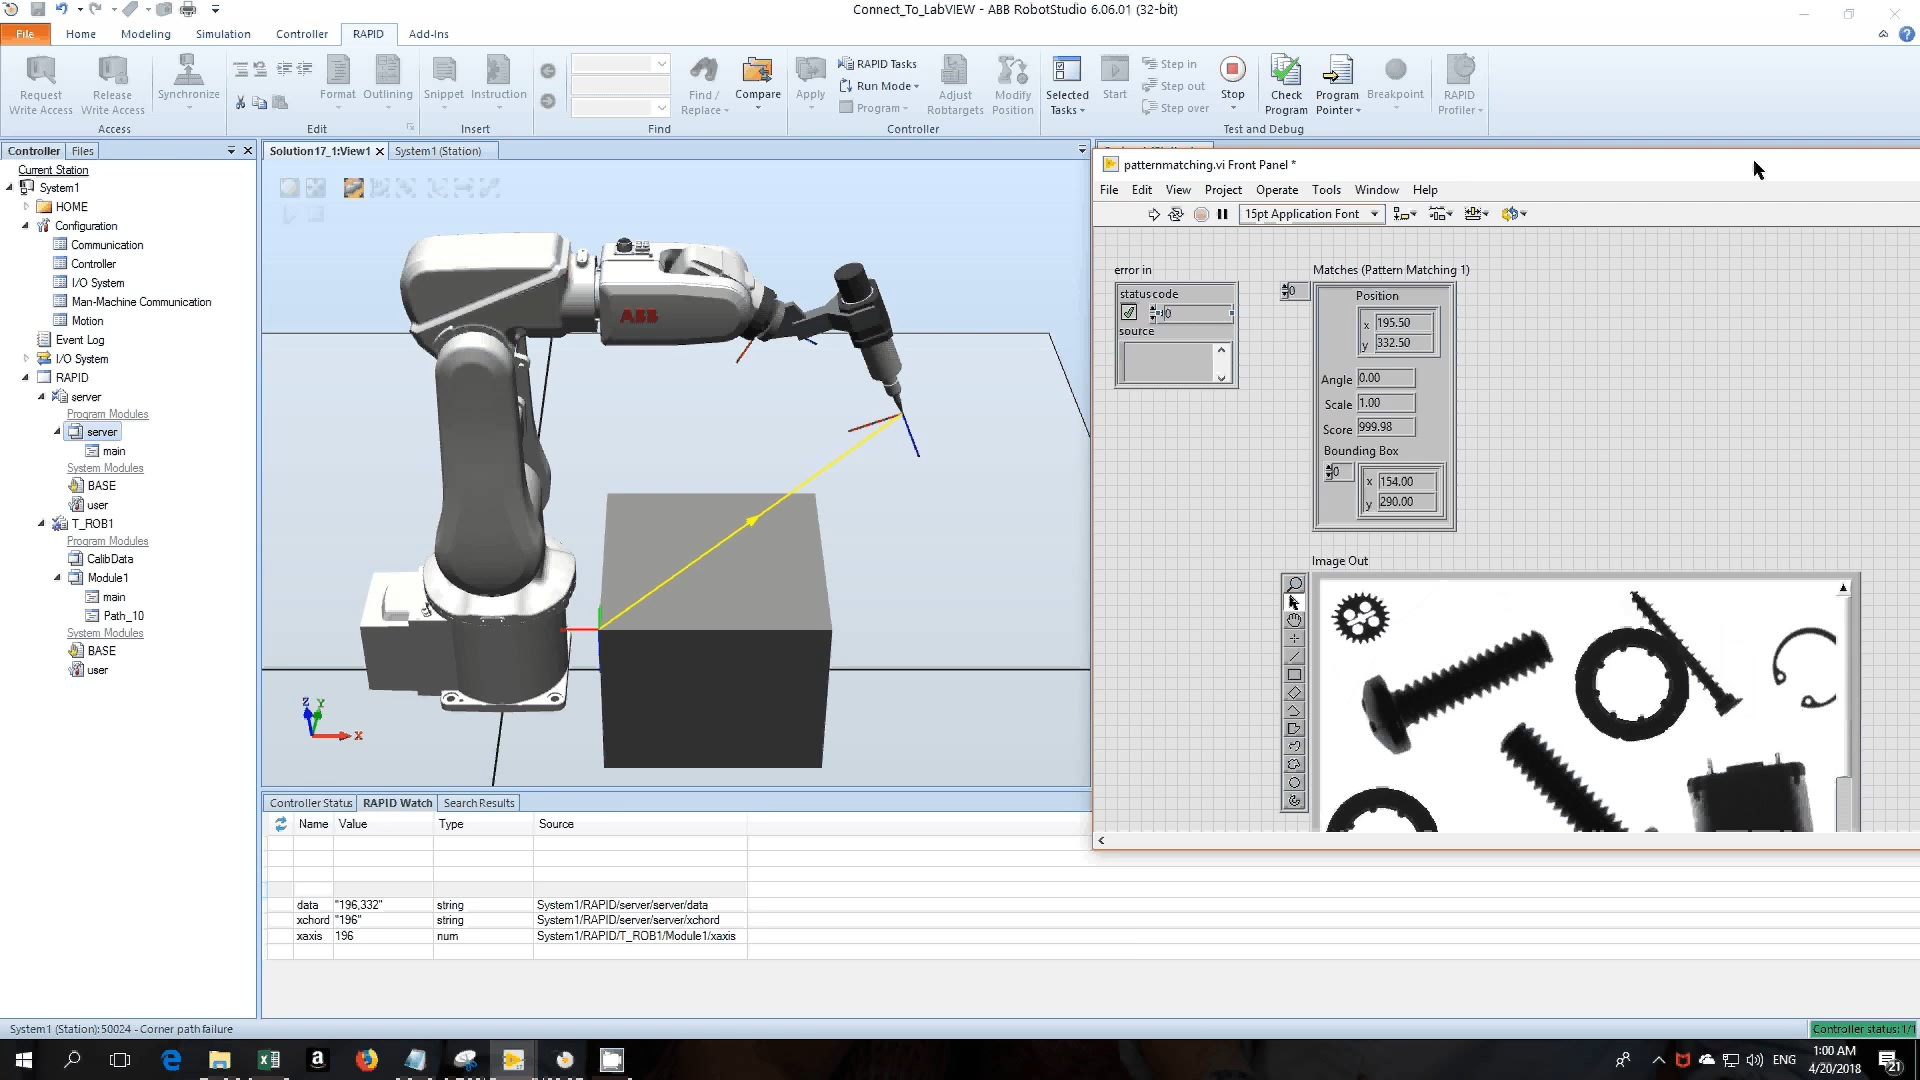 Connect_To_LabVIEW - ABB RobotStudio 6.06.01 (32-bit)
File Home Modeling Simulation Controller RAPID Add-Ins
Request Write Access
Release Write Access
Access
Synchronize
Format
Outlining
Edit
Snippet
Instruction
Insert
Find / Replace
Find
Compare
Apply
RAPID Tasks
Run Mode
Program
Adjust Robtargets
Modify Position
Controller
Selected Tasks
Start
Step in
Step out
Step over
Stop
Check Program
Program Pointer
Breakpoint
Test and Debug
RAPID Profiler
Controller Files
Current Station
System1
HOME
Configuration
Communication
Controller
I/O System
Man-Machine Communication
Motion
Event Log
I/O System
RAPID
server
Program Modules
server
main
System Modules
BASE
user
T_ROB1
Program Modules
CalibData
Module1
main
Path_10
System Modules
BASE
user
Solution17_1:View1 System1 (Station)
ABB
Z Y
X
patternmatching.vi Front Panel *
File Edit View Project Operate Tools Window Help
15pt Application Font
error in
status code
0
source
Matches (Pattern Matching 1)
0
Position
x 195.50
y 332.50
Angle 0.00
Scale 1.00
Score 999.98
Bounding Box
0
x 154.00
y 290.00
Image Out
Controller Status RAPID Watch Search Results
Name Value Type Source
data "196,332" string System1/RAPID/server/server/data
xchord "196" string System1/RAPID/server/server/xchord
xaxis 196 num System1/RAPID/T_ROB1/Module1/xaxis
System1 (Station):50024 - Corner path failure
Controller status: 1/1
ENG
1:00 AM
4/20/2018
21